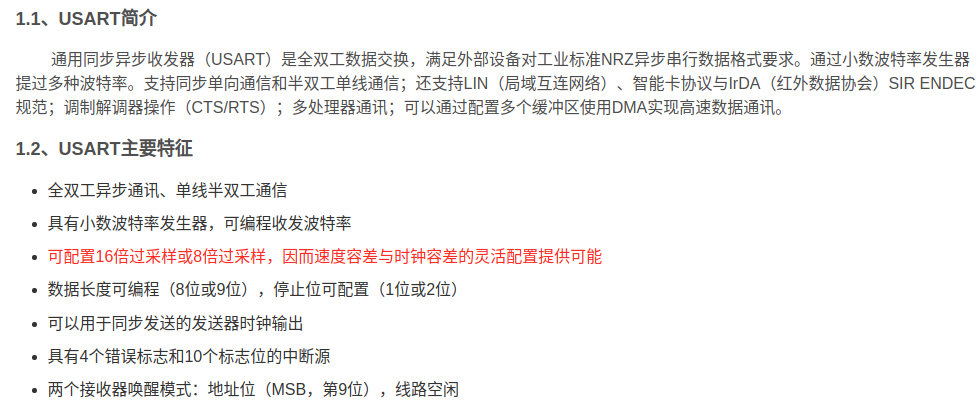 1.1、USART简介
通用同步异步收发器（USART）是全双工数据交换，满足外部设备对工业标准NRZ异步串行数据格式要求。通过小数波特率发生器
提过多种波特率。支持同步单向通信和半双工单线通信；还支持LIN（局域互连网络）、智能卡协议与IrDA（红外数据协会）SIR ENDEC
规范；调制解调器操作（CTS/RTS）；多处理器通讯；可以通过配置多个缓冲区使用DMA实现高速数据通讯。
1.2、USART主要特征
• 全双工异步通讯、单线半双工通信
• 具有小数波特率发生器，可编程收发波特率
• 可配置16倍过采样或8倍过采样，因而速度容差与时钟容差的灵活配置提供可能
• 数据长度可编程（8位或9位），停止位可配置（1位或2位）
• 可以用于同步发送的发送器时钟输出
• 具有4个错误标志和10个标志位的中断源
• 两个接收器唤醒模式：地址位（MSB，第9位），线路空闲